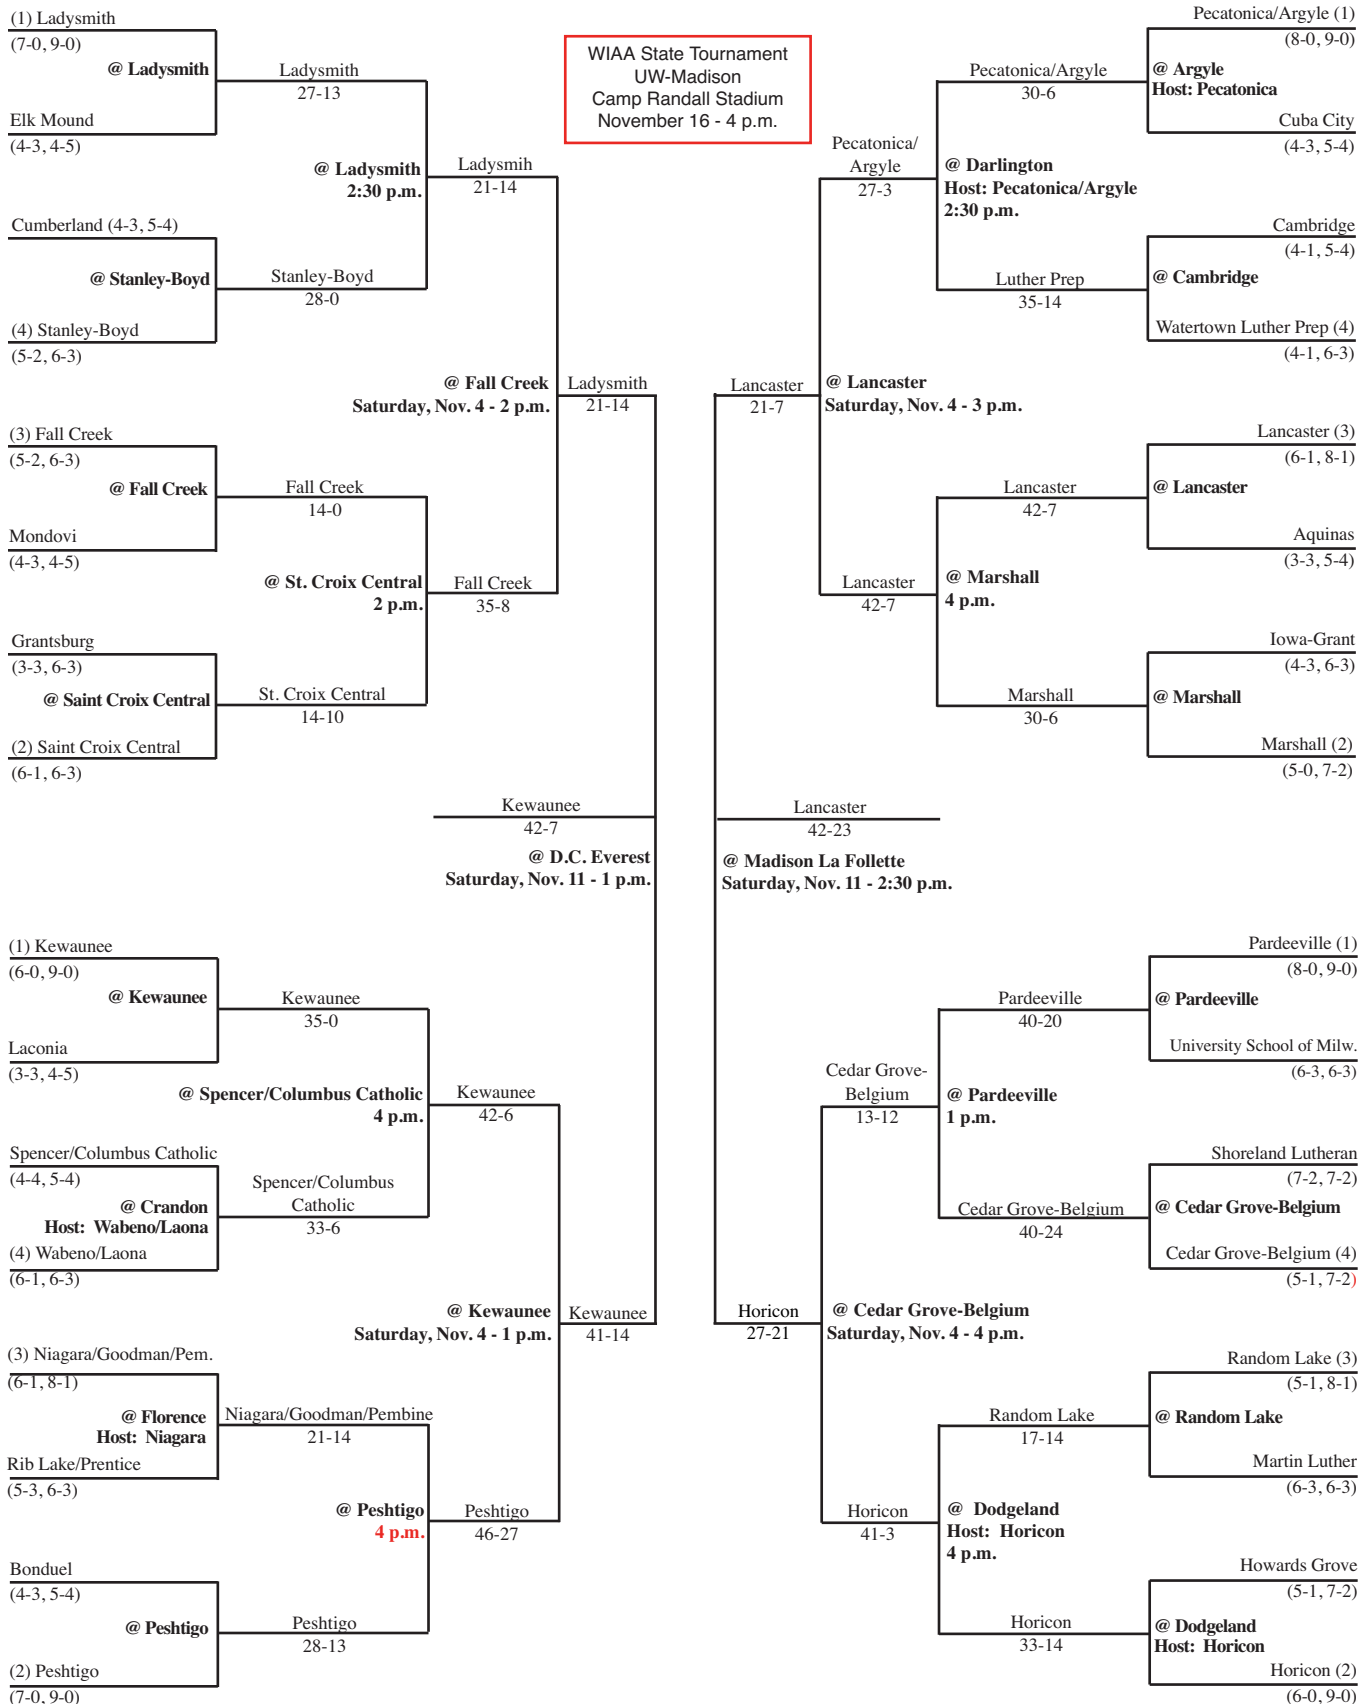 (1) Ladysmith
(7-0, 9-0)
@ Ladysmith
Elk Mound
(4-3, 4-5)
Ladysmith
27-13
@ Ladysmith
2:30 p.m.
Cumberland (4-3, 5-4)
@ Stanley-Boyd
(4) Stanley-Boyd
(5-2, 6-3)
Stanley-Boyd
28-0
Ladysmih
21-14
@ Fall Creek
Saturday, Nov. 4 - 2 p.m.
(3) Fall Creek
(5-2, 6-3)
@ Fall Creek
Mondovi
(4-3, 4-5)
Fall Creek
14-0
@ St. Croix Central
2 p.m.
Grantsburg
(3-3, 6-3)
@ Saint Croix Central
(2) Saint Croix Central
(6-1, 6-3)
St. Croix Central
14-10
Fall Creek
35-8
Ladysmith
21-14
Kewaunee
42-7
@ D.C. Everest
Saturday, Nov. 11 - 1 p.m.
(1) Kewaunee
(6-0, 9-0)
@ Kewaunee
Laconia
(3-3, 4-5)
Kewaunee
35-0
@ Spencer/Columbus Catholic
4 p.m.
Spencer/Columbus Catholic
(4-4, 5-4)
@ Crandon
Host: Wabeno/Laona
(4) Wabeno/Laona
(6-1, 6-3)
Spencer/Columbus
Catholic
33-6
Kewaunee
42-6
@ Kewaunee
Saturday, Nov. 4 - 1 p.m.
Kewaunee
41-14
(3) Niagara/Goodman/Pem.
(6-1, 8-1)
@ Florence
Host: Niagara
Rib Lake/Prentice
(5-3, 6-3)
Niagara/Goodman/Pembine
21-14
@ Peshtigo
4 p.m.
Peshtigo
46-27
Bonduel
(4-3, 5-4)
@ Peshtigo
(2) Peshtigo
(7-0, 9-0)
Peshtigo
28-13
WIAA State Tournament
UW-Madison
Camp Randall Stadium
November 16 - 4 p.m.
Pecatonica/Argyle (1)
(8-0, 9-0)
@ Argyle
Host: Pecatonica
Cuba City
(4-3, 5-4)
Pecatonica/Argyle
30-6
@ Darlington
Host: Pecatonica/Argyle
2:30 p.m.
Pecatonica/
Argyle
27-3
Cambridge
(4-1, 5-4)
@ Cambridge
Watertown Luther Prep (4)
(4-1, 6-3)
Luther Prep
35-14
Lancaster
21-7
@ Lancaster
Saturday, Nov. 4 - 3 p.m.
Lancaster (3)
(6-1, 8-1)
@ Lancaster
Aquinas
(3-3, 5-4)
Lancaster
42-7
@ Marshall
4 p.m.
Lancaster
42-7
Iowa-Grant
(4-3, 6-3)
@ Marshall
Marshall (2)
(5-0, 7-2)
Marshall
30-6
Lancaster
42-23
@ Madison La Follette
Saturday, Nov. 11 - 2:30 p.m.
Pardeeville (1)
(8-0, 9-0)
@ Pardeeville
University School of Milw.
(6-3, 6-3)
Pardeeville
40-20
@ Pardeeville
1 p.m.
Cedar Grove-
Belgium
13-12
Shoreland Lutheran
(7-2, 7-2)
@ Cedar Grove-Belgium
Cedar Grove-Belgium (4)
(5-1, 7-2)
Cedar Grove-Belgium
40-24
Horicon
27-21
@ Cedar Grove-Belgium
Saturday, Nov. 4 - 4 p.m.
Random Lake (3)
(5-1, 8-1)
@ Random Lake
Martin Luther
(6-3, 6-3)
Random Lake
17-14
@ Dodgeland
Host: Horicon
4 p.m.
Horicon
41-3
Howards Grove
(5-1, 7-2)
@ Dodgeland
Host: Horicon
Horicon (2)
(6-0, 9-0)
Horicon
33-14